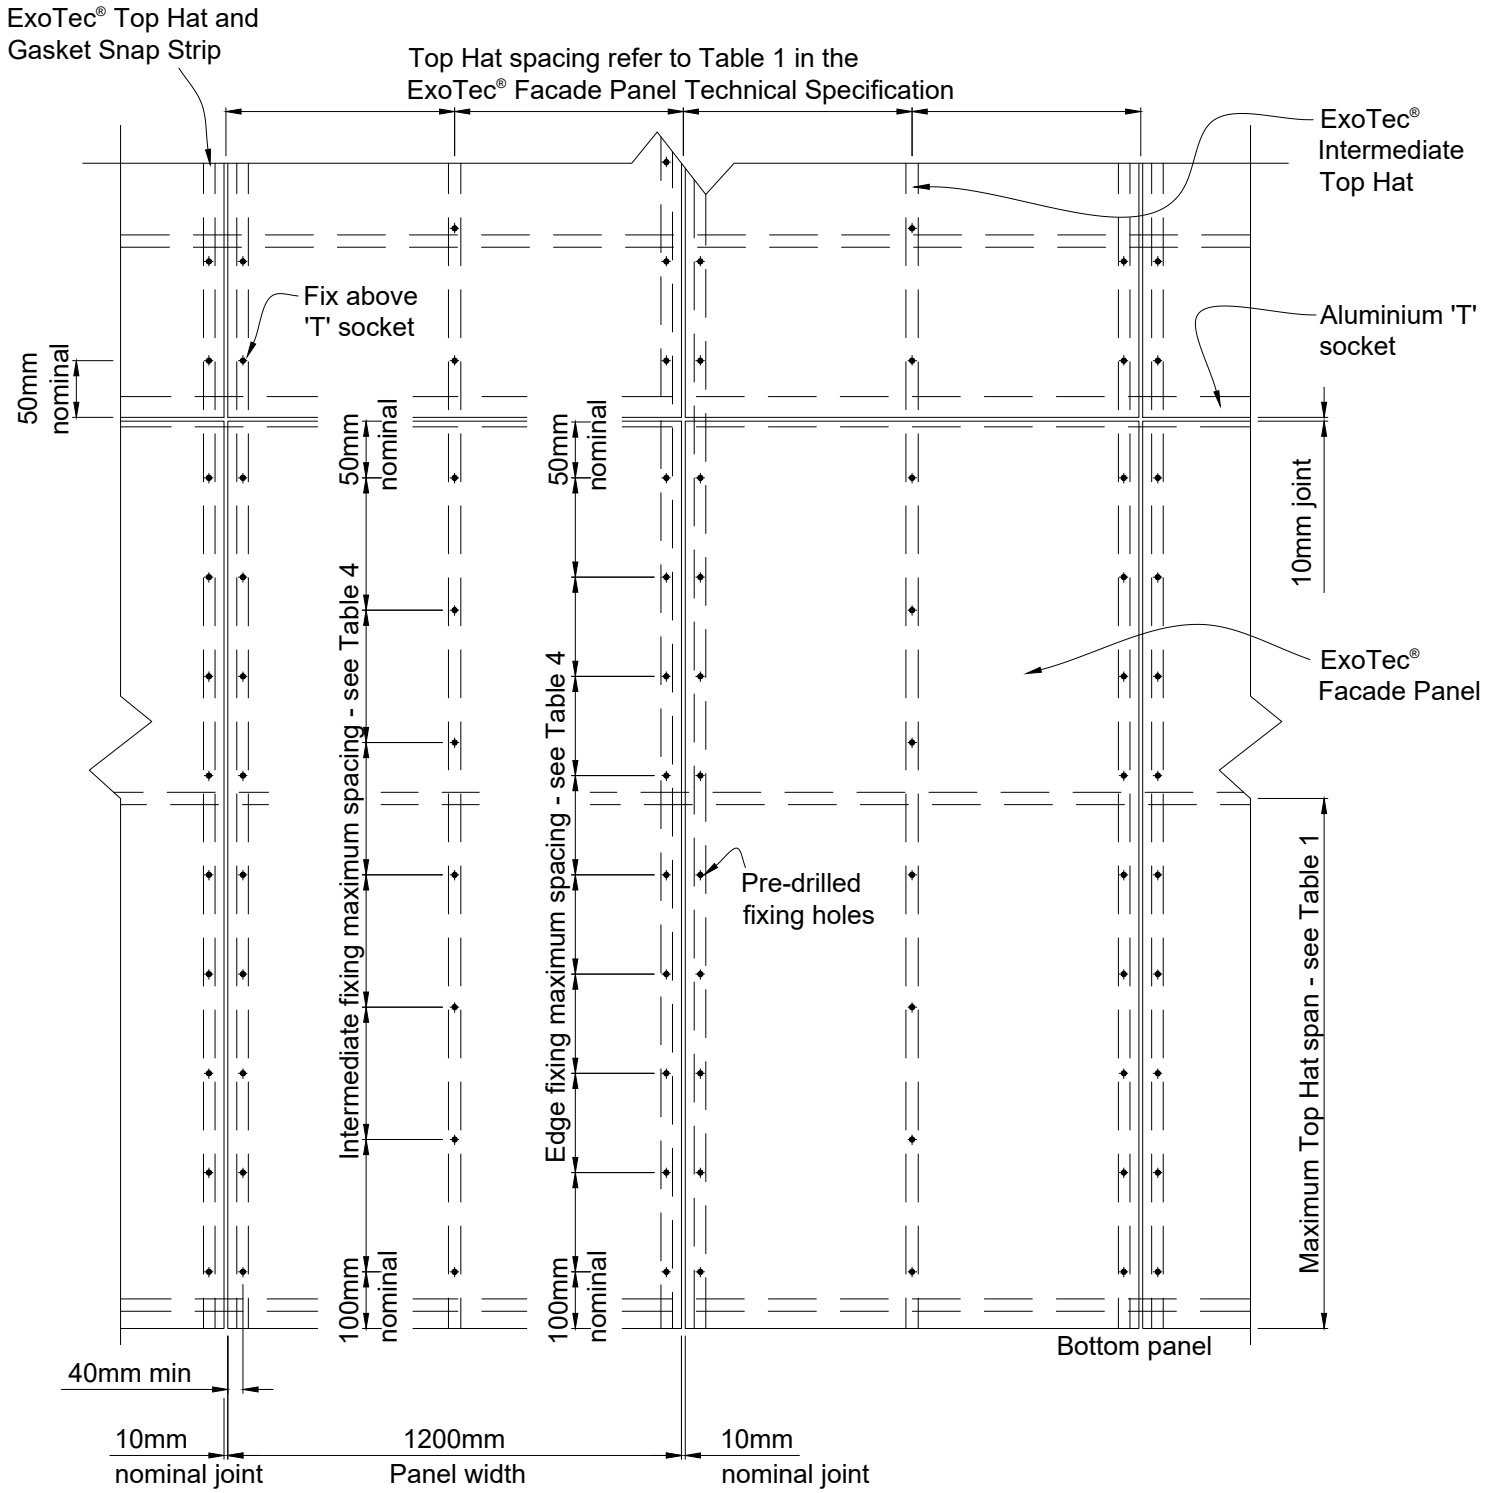 ExoTec® Top Hat and
Gasket Snap Strip
Top Hat spacing refer to Table 1 in the
ExoTec® Facade Panel Technical Specification
ExoTec®
Intermediate
Top Hat
Fix above
'T' socket
Aluminium 'T'
socket
50mm
nominal
50mm
nominal
50mm
nominal
10mm joint
Intermediate fixing maximum spacing - see Table 4
Edge fixing maximum spacing - see Table 4
ExoTec®
Facade Panel
Pre-drilled
fixing holes
Maximum Top Hat span - see Table 1
100mm
nominal
100mm
nominal
Bottom panel
40mm min
10mm
nominal joint
1200mm
Panel width
10mm
nominal joint